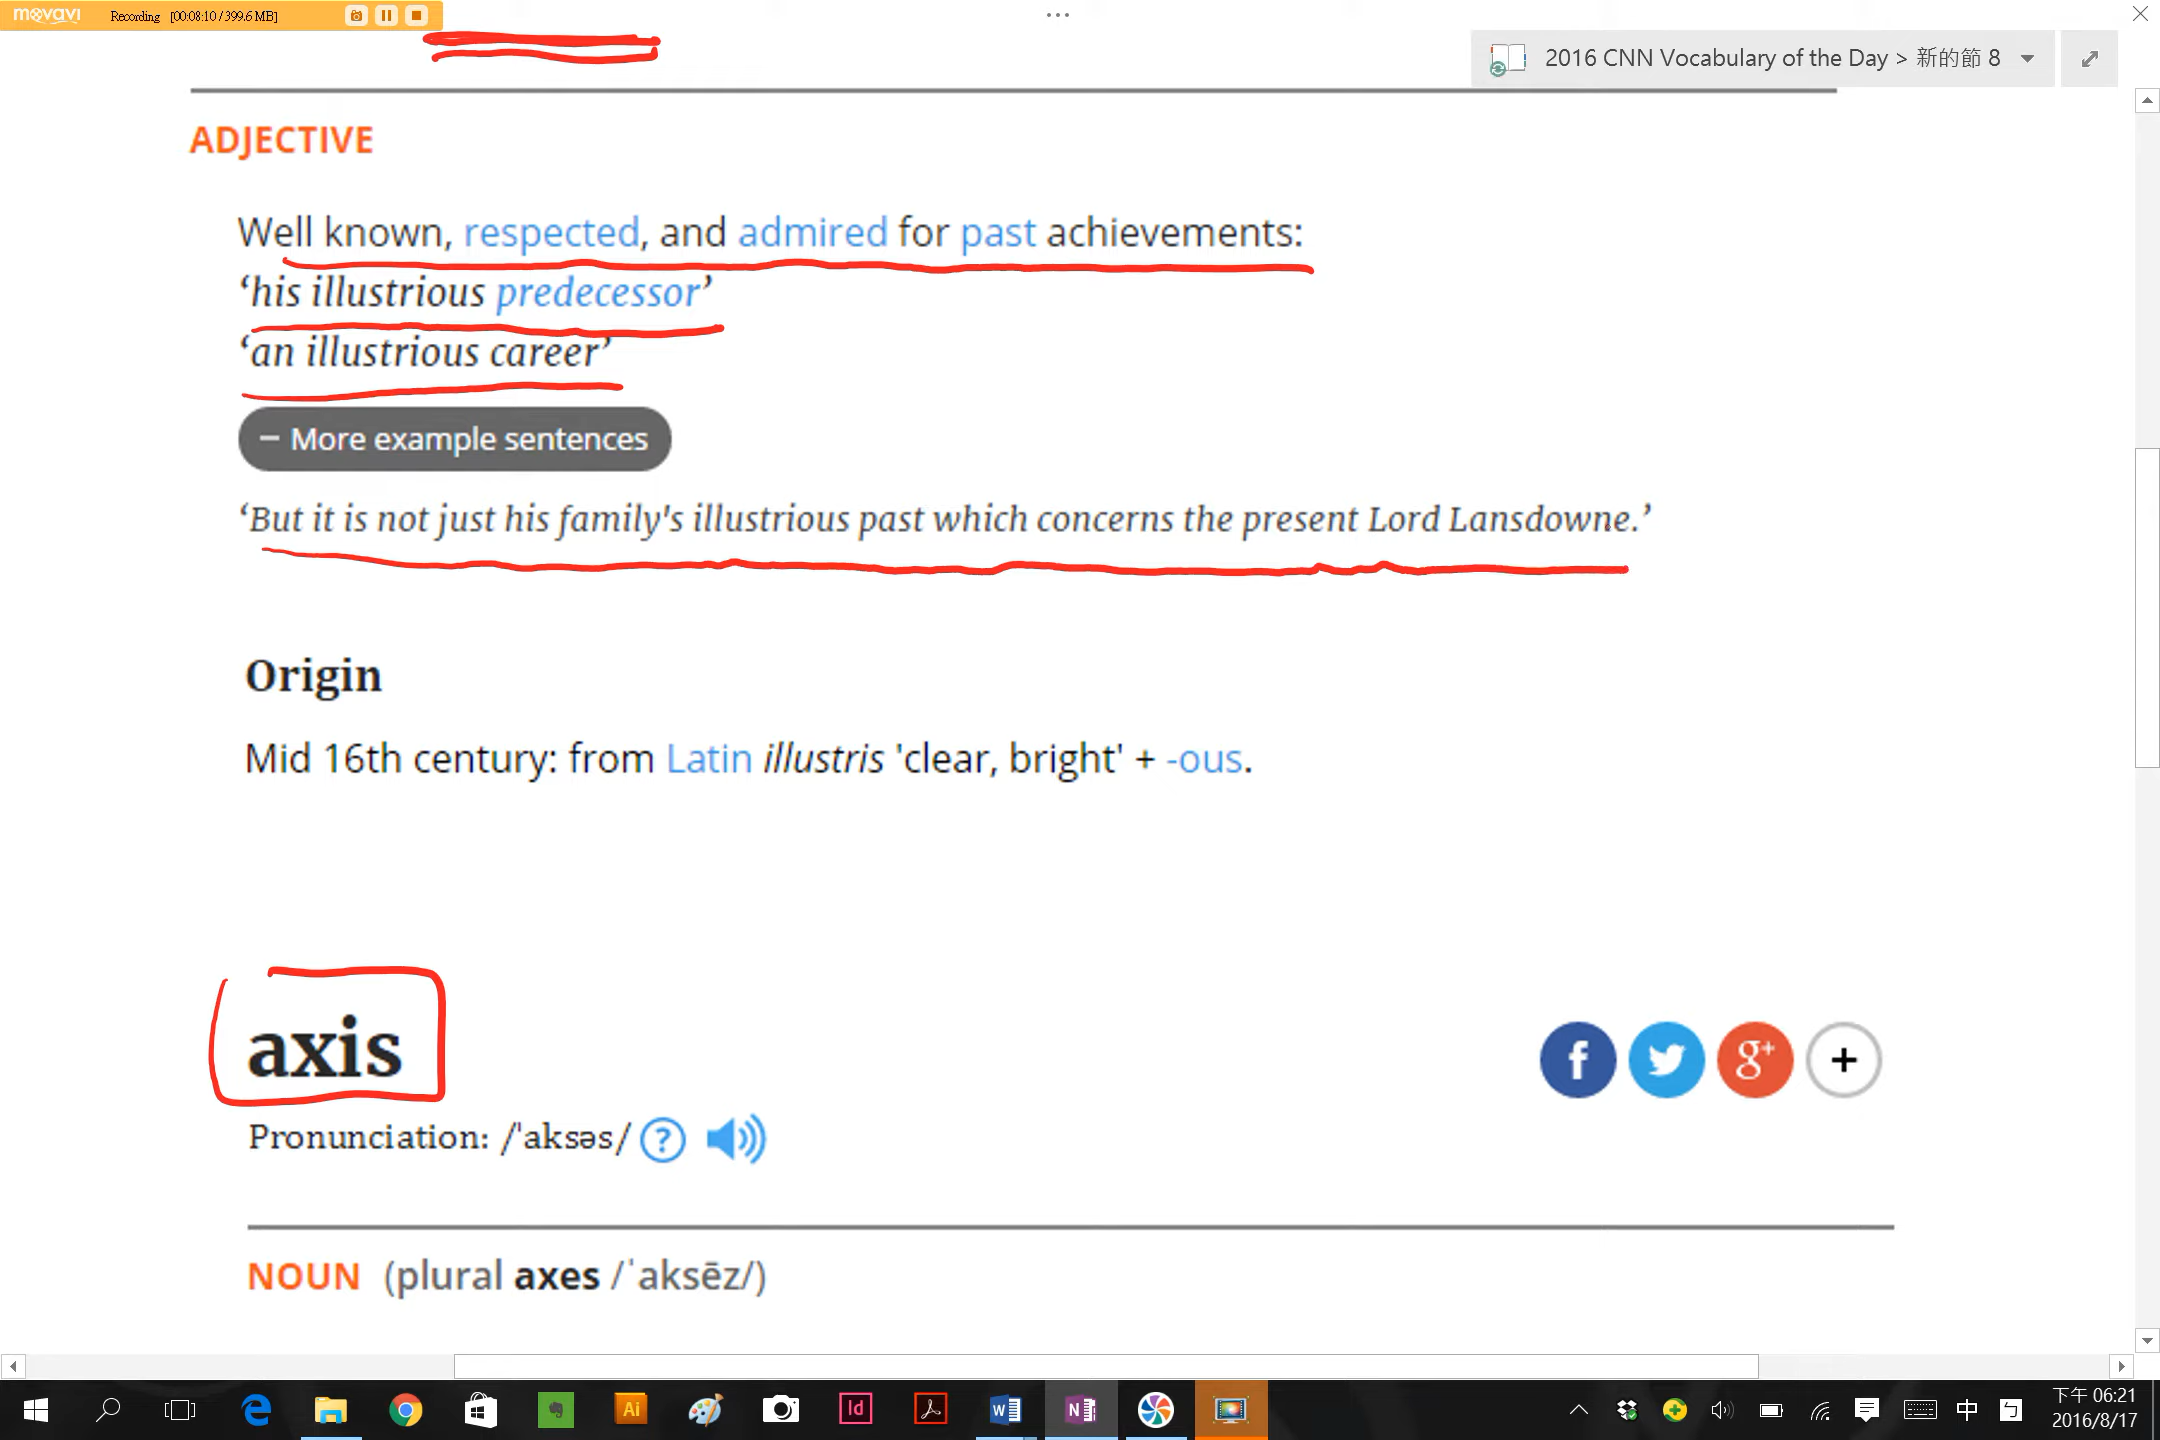 movavi Recording [00:08:10 / 399.6 MB]
2016 CNN Vocabulary of the Day > 新的節 8
ADJECTIVE
Well known, respected, and admired for past achievements:
‘his illustrious predecessor’
‘an illustrious career’
− More example sentences
‘But it is not just his family's illustrious past which concerns the present Lord Lansdowne.’
Origin
Mid 16th century: from Latin illustris 'clear, bright' + -ous.
axis
f g+ +
Pronunciation: /ˈaksəs/ ?
NOUN (plural axes /ˈaksēz/)
e Ai Id W N 中 ㄅ
下午 06:21
2016/8/17